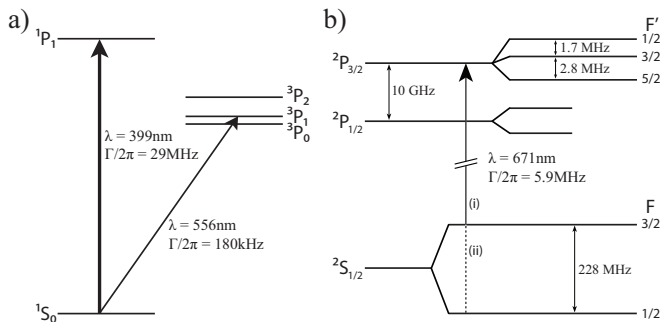 a)
¹P₁
³P₂
³P₁
³P₀
λ = 399nm
Γ/2π = 29MHz
λ = 556nm
Γ/2π = 180kHz
¹S₀
b)
F'
1/2
1.7 MHz
3/2
²P₃/₂
2.8 MHz
5/2
10 GHz
²P₁/₂
λ = 671nm
Γ/2π = 5.9MHz
(i)
F
3/2
(ii)
²S₁/₂
228 MHz
1/2